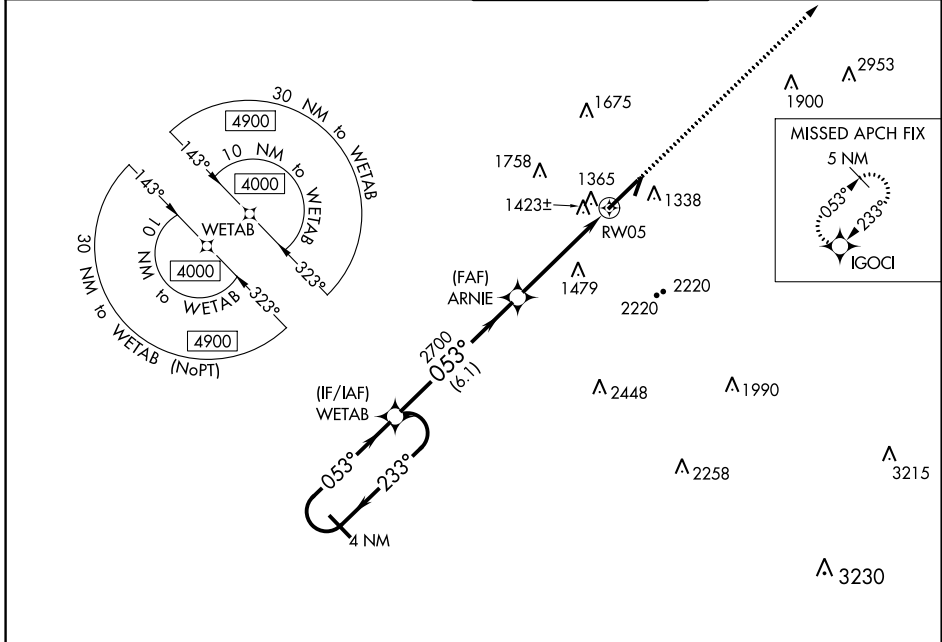 30 NM to WETAB
4900
143°
10 NM to WETAB
4000
323°
WETAB
143°
10 NM to WETAB
4000
323°
4900
30 NM to WETAB (NoPT)
2953
1900
1675
1758
1365
1423±
1338
RW05
MISSED APCH FIX
5 NM
053°
233°
IGOCI
(FAF)
ARNIE
1479
2220
2220
2700
053°
(6.1)
(IF/IAF)
WETAB
2448
1990
053°
233°
2258
3215
4 NM
3230